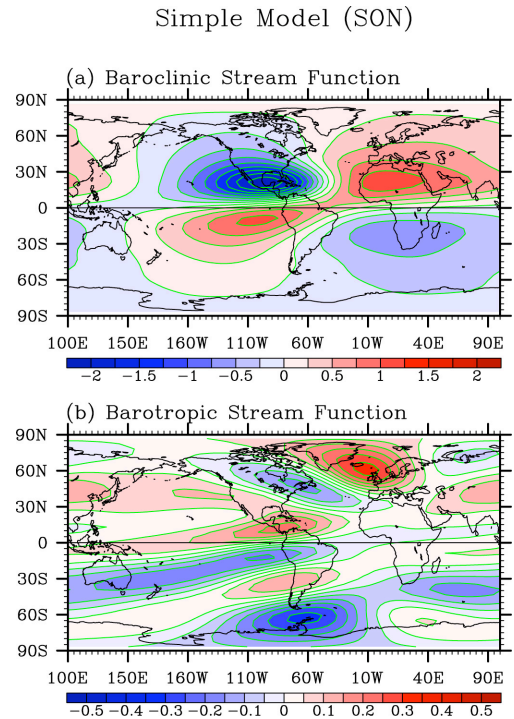 Simple Model (SON)
(a) Baroclinic Stream Function
90N
60N
30N
0
30S
60S
90S
100E 150E 160W 110W 60W 10W 40E 90E
-2 -1.5 -1 -0.5 0 0.5 1 1.5 2
(b) Barotropic Stream Function
90N
60N
30N
0
30S
60S
90S
100E 150E 160W 110W 60W 10W 40E 90E
-0.5 -0.4 -0.3 -0.2 -0.1 0 0.1 0.2 0.3 0.4 0.5